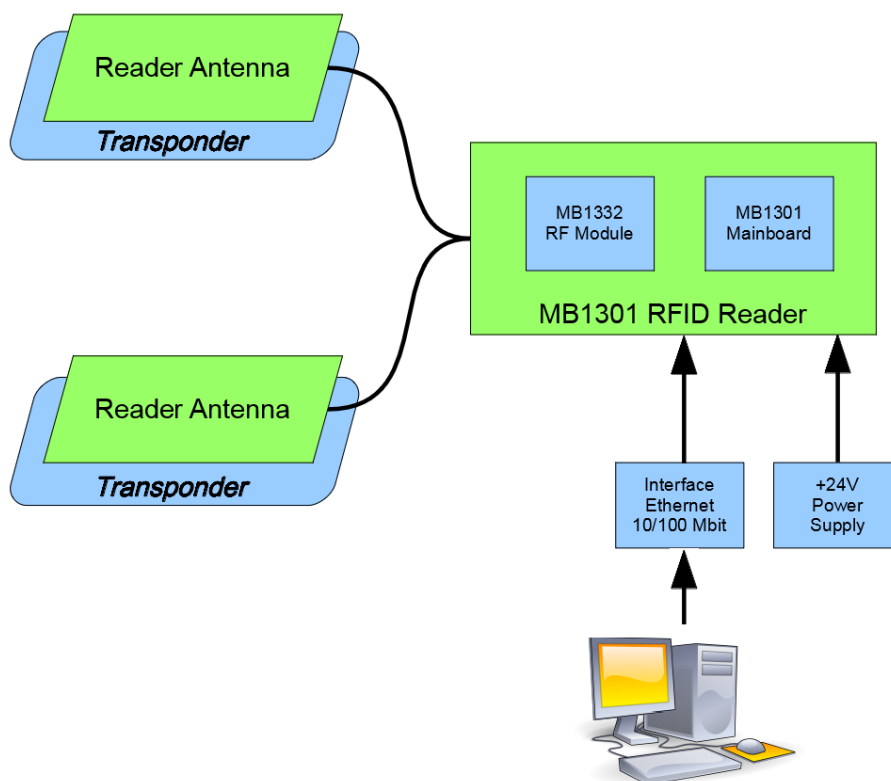 Reader Antenna
Transponder
MB1332
RF Module
MB1301
Mainboard
MB1301 RFID Reader
Reader Antenna
Transponder
Interface
Ethernet
10/100 Mbit
+24V
Power
Supply